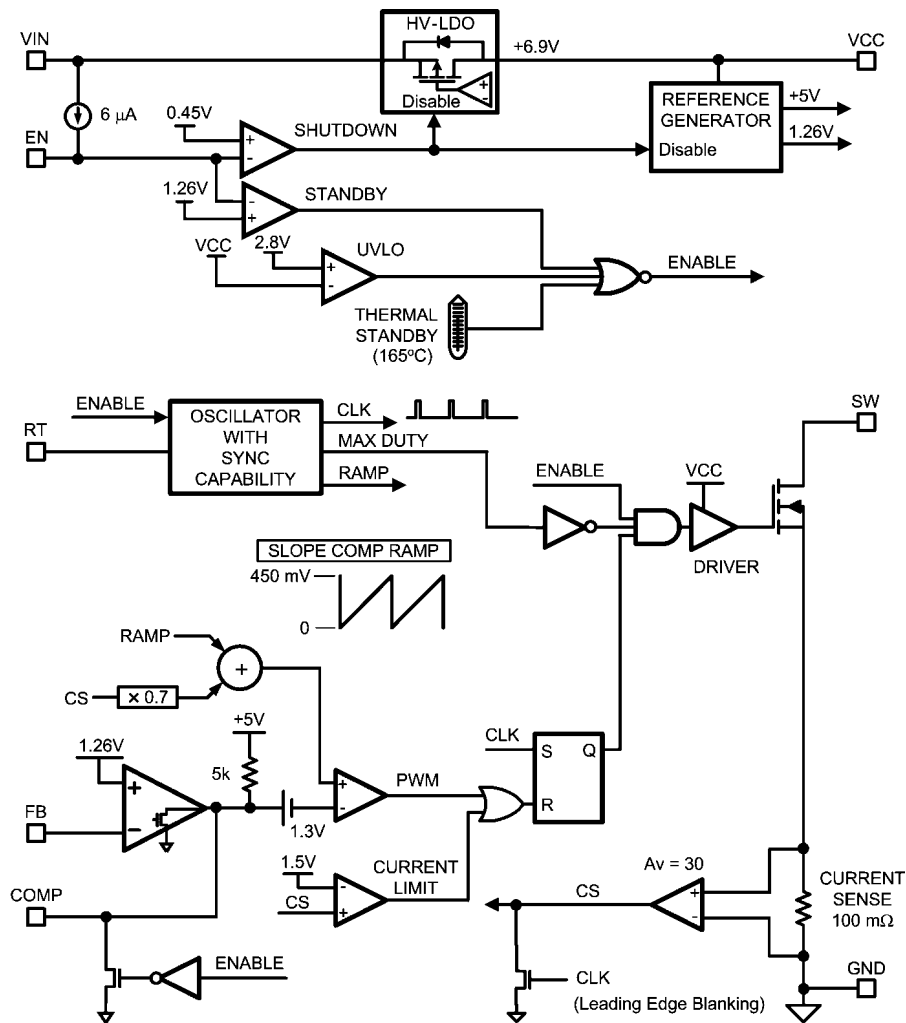 HV-LDO
VIN
+6.9V
VCC
Disable
+
-
6 μA
0.45V
SHUTDOWN
REFERENCE
GENERATOR
Disable
+5V
1.26V
EN
+
-
1.26V
STANDBY
-
+
VCC
2.8V
UVLO
+
-
ENABLE
THERMAL
STANDBY
(165ºC)
ENABLE
RT
OSCILLATOR
WITH
SYNC
CAPABILITY
CLK
MAX DUTY
RAMP
SW
ENABLE
VCC
DRIVER
SLOPE COMP RAMP
450 mV
0
RAMP
+
CS
× 0.7
+5V
1.26V
5k
+
-
FB
1.3V
+
-
PWM
CLK
S
Q
R
1.5V
CS
-
+
CURRENT
LIMIT
COMP
ENABLE
Av = 30
+
-
CS
CURRENT
SENSE
100 mΩ
CLK
(Leading Edge Blanking)
GND